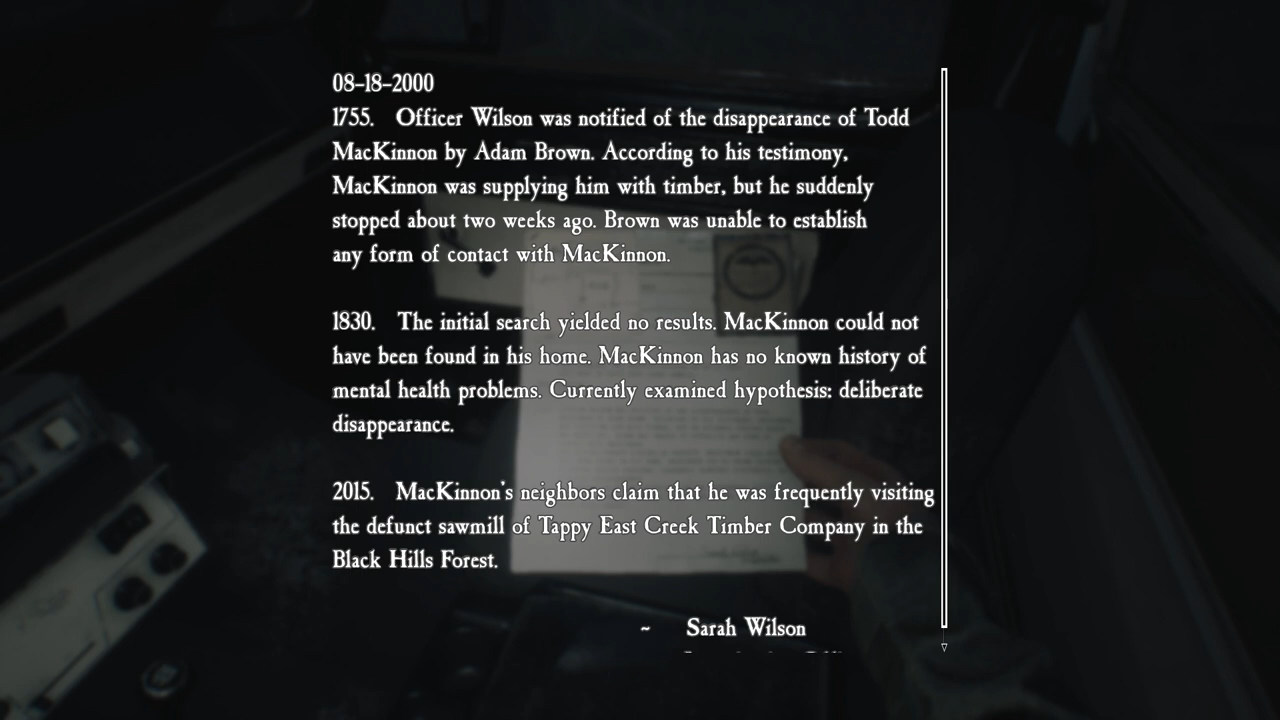 08-18-2000
1755. Officer Wilson was notified of the disappearance of Todd
MacKinnon by Adam Brown. According to his testimony,
MacKinnon was supplying him with timber, but he suddenly
stopped about two weeks ago. Brown was unable to establish
any form of contact with MacKinnon.
1830. The initial search yielded no results. MacKinnon could not
have been found in his home. MacKinnon has no known history of
mental health problems. Currently examined hypothesis: deliberate
disappearance.
2015. MacKinnon's neighbors claim that he was frequently visiting
the defunct sawmill of Tappy East Creek Timber Company in the
Black Hills Forest.
~ Sarah Wilson